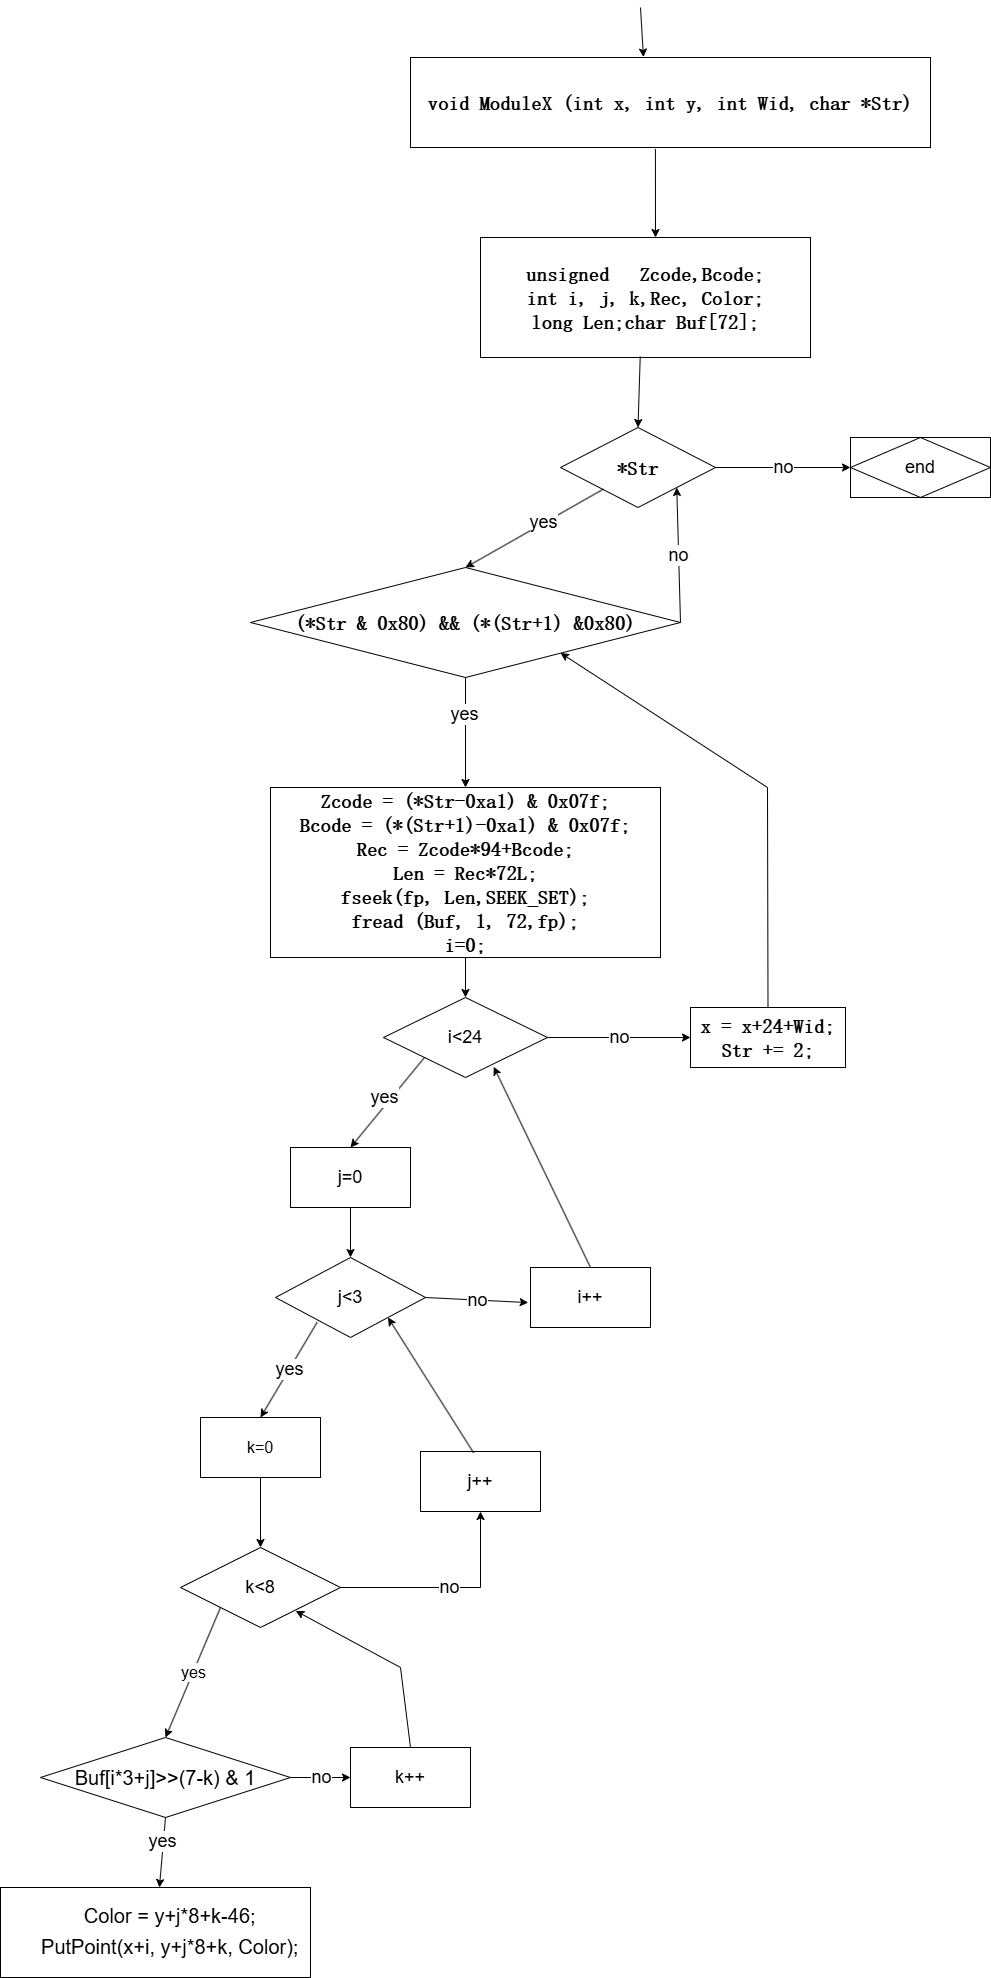 void ModuleX (int x, int y, int Wid, char *Str)
unsigned   Zcode,Bcode;
int i, j, k,Rec, Color;
long Len;char Buf[72];
*Str
no
end
yes
no
(*Str & 0x80) && (*(Str+1) &0x80)
yes
Zcode = (*Str-0xa1) & 0x07f;
Bcode = (*(Str+1)-0xa1) & 0x07f;
Rec = Zcode*94+Bcode;
Len = Rec*72L;
fseek(fp, Len,SEEK_SET);
fread (Buf, 1, 72,fp);
i=0;
i<24
no
x = x+24+Wid;
Str += 2;
yes
j=0
j<3
no
i++
yes
k=0
j++
k<8
no
yes
Buf[i*3+j]>>(7-k) & 1
no
k++
yes
Color = y+j*8+k-46;
PutPoint(x+i, y+j*8+k, Color);